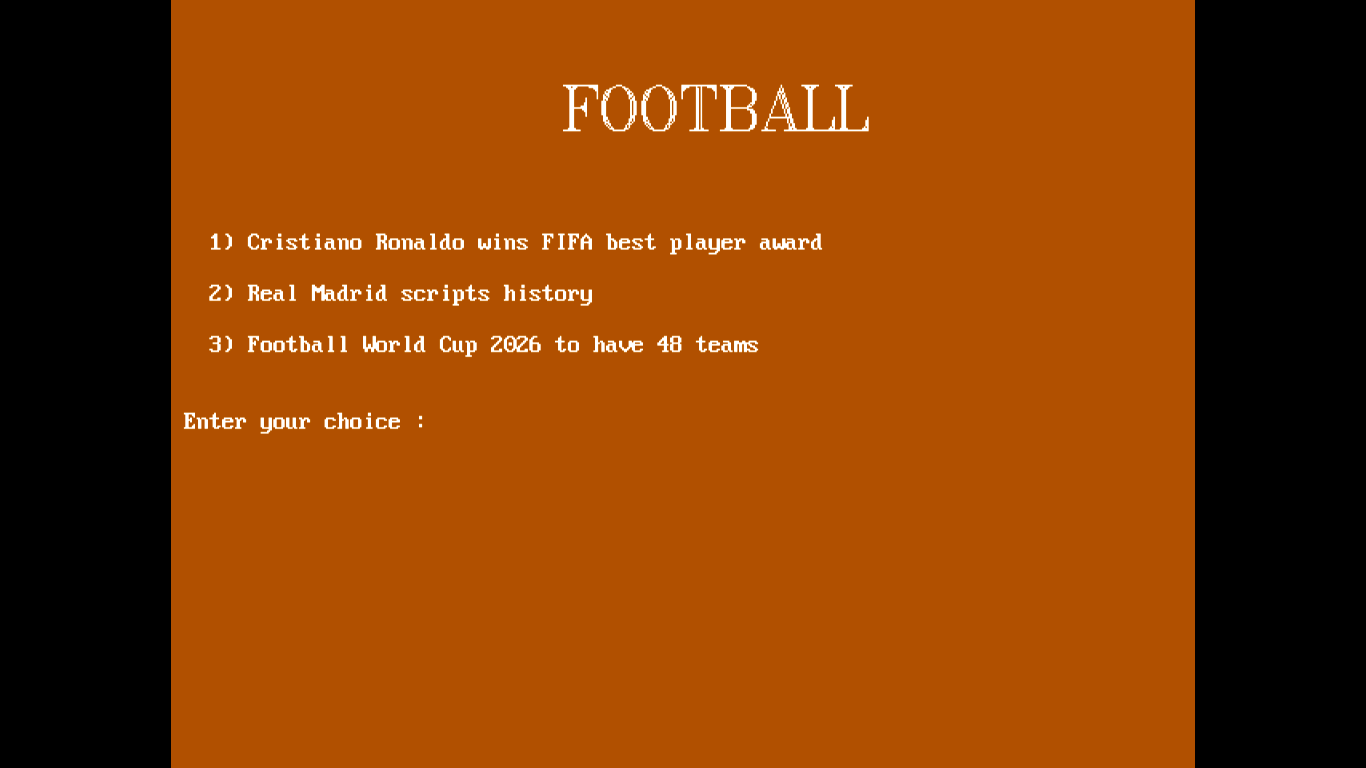 FOOTBALL
1) Cristiano Ronaldo wins FIFA best player award
2) Real Madrid scripts history
3) Football World Cup 2026 to have 48 teams
Enter your choice :